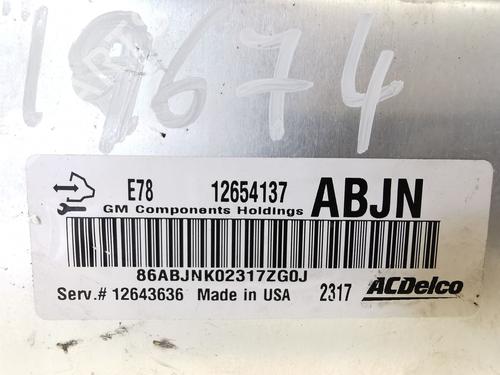 19674
E78 12654137 ABJN
GM Components Holdings
86ABJNK02317ZG0J
Serv.# 12643636 Made in USA 2317 ACDelco